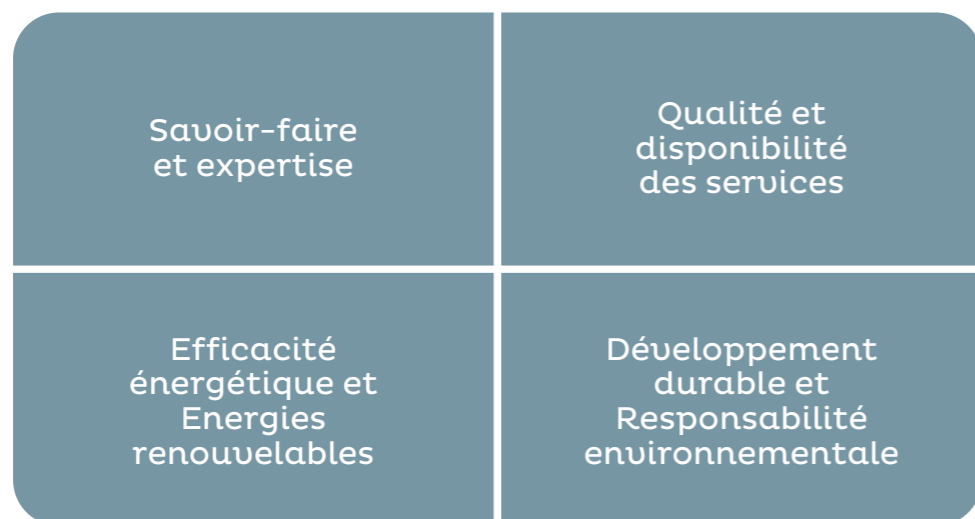 Savoir-faire
et expertise
Qualité et
disponibilité
des services
Efficacité
énergétique et
Energies
renouvelables
Développement
durable et
Responsabilité
environnementale